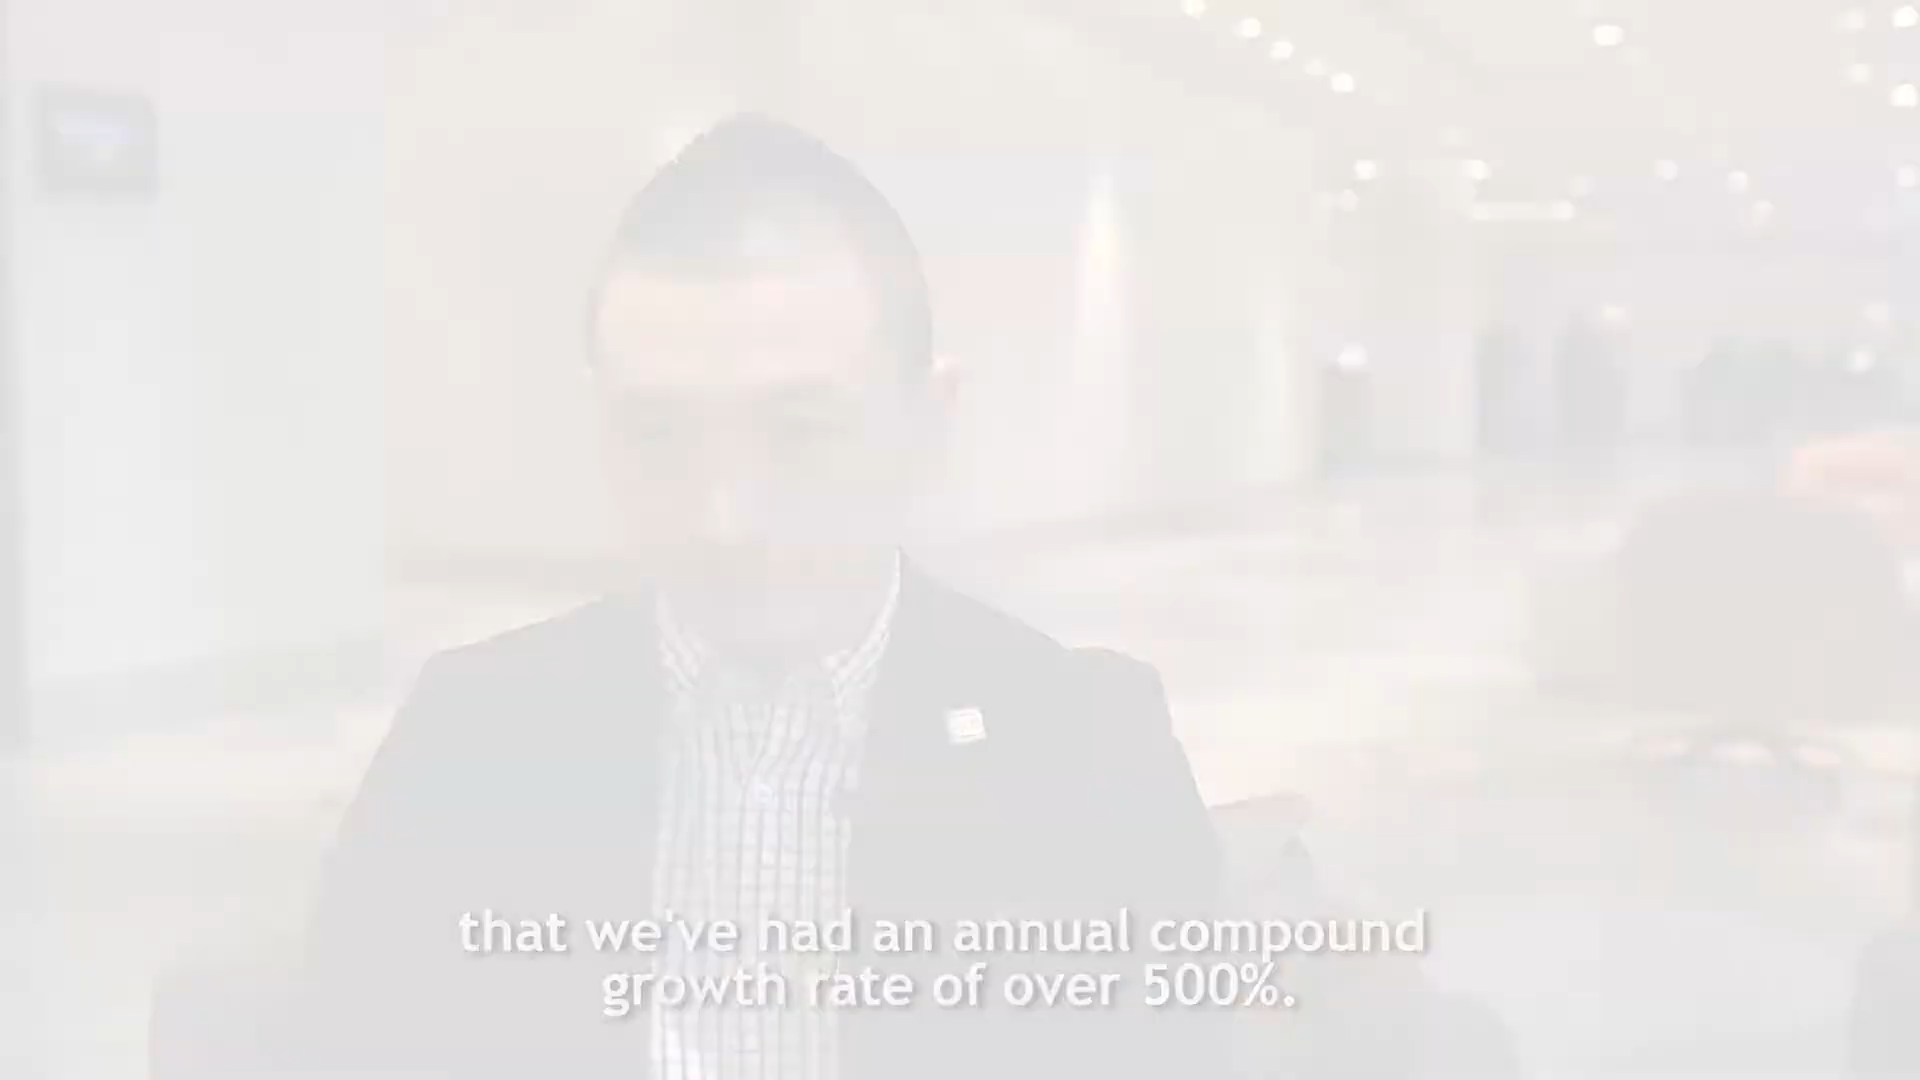 that we've had an annual compound
growth rate of over 500%.